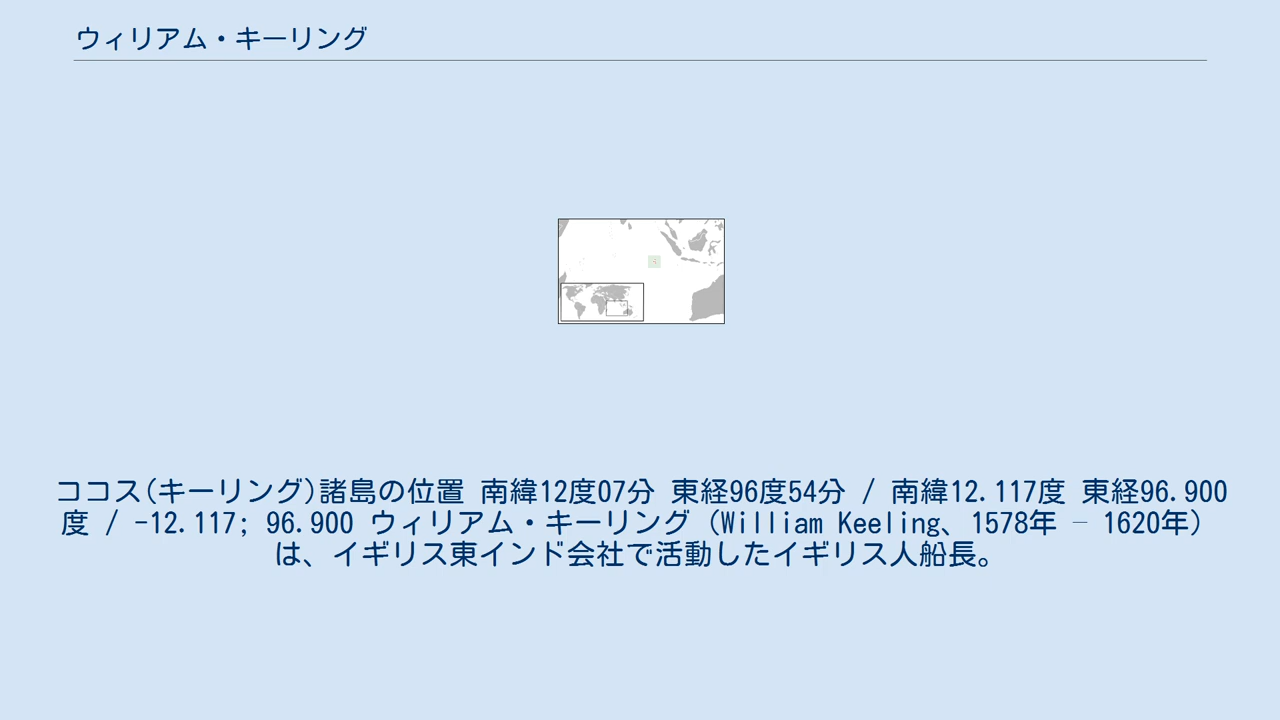 ウィリアム・キーリング
ココス(キーリング)諸島の位置 南緯12度07分 東経96度54分 / 南緯12.117度 東経96.900
度 / -12.117; 96.900 ウィリアム・キーリング（William Keeling、1578年 – 1620年）
は、イギリス東インド会社で活動したイギリス人船長。